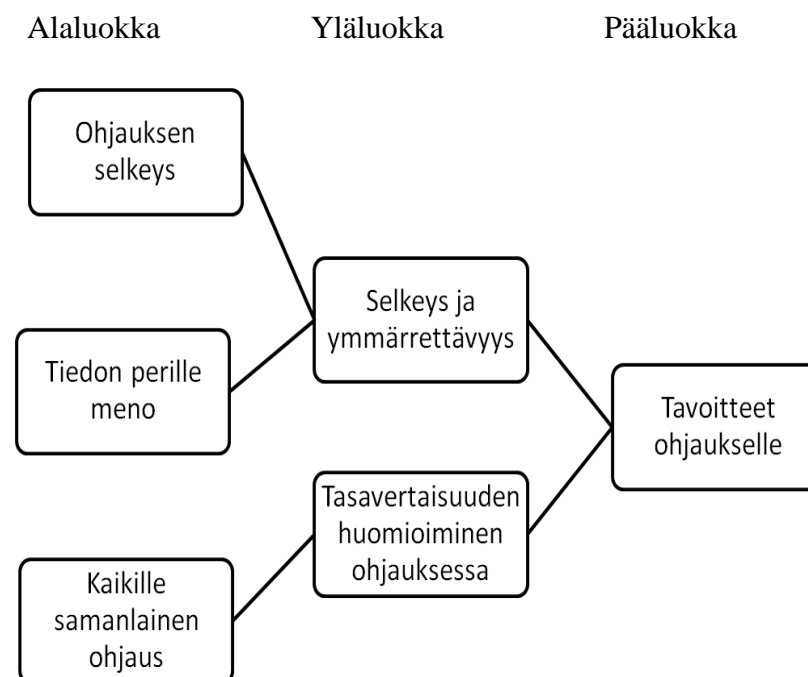 Alaluokka Yläluokka Pääluokka
Ohjauksen
selkeys
Tiedon perille
meno
Kaikille
samanlainen
ohjaus
Selkeys ja
ymmärrettävyys
Tasavertaisuuden
huomioiminen
ohjauksessa
Tavoitteet
ohjaukselle